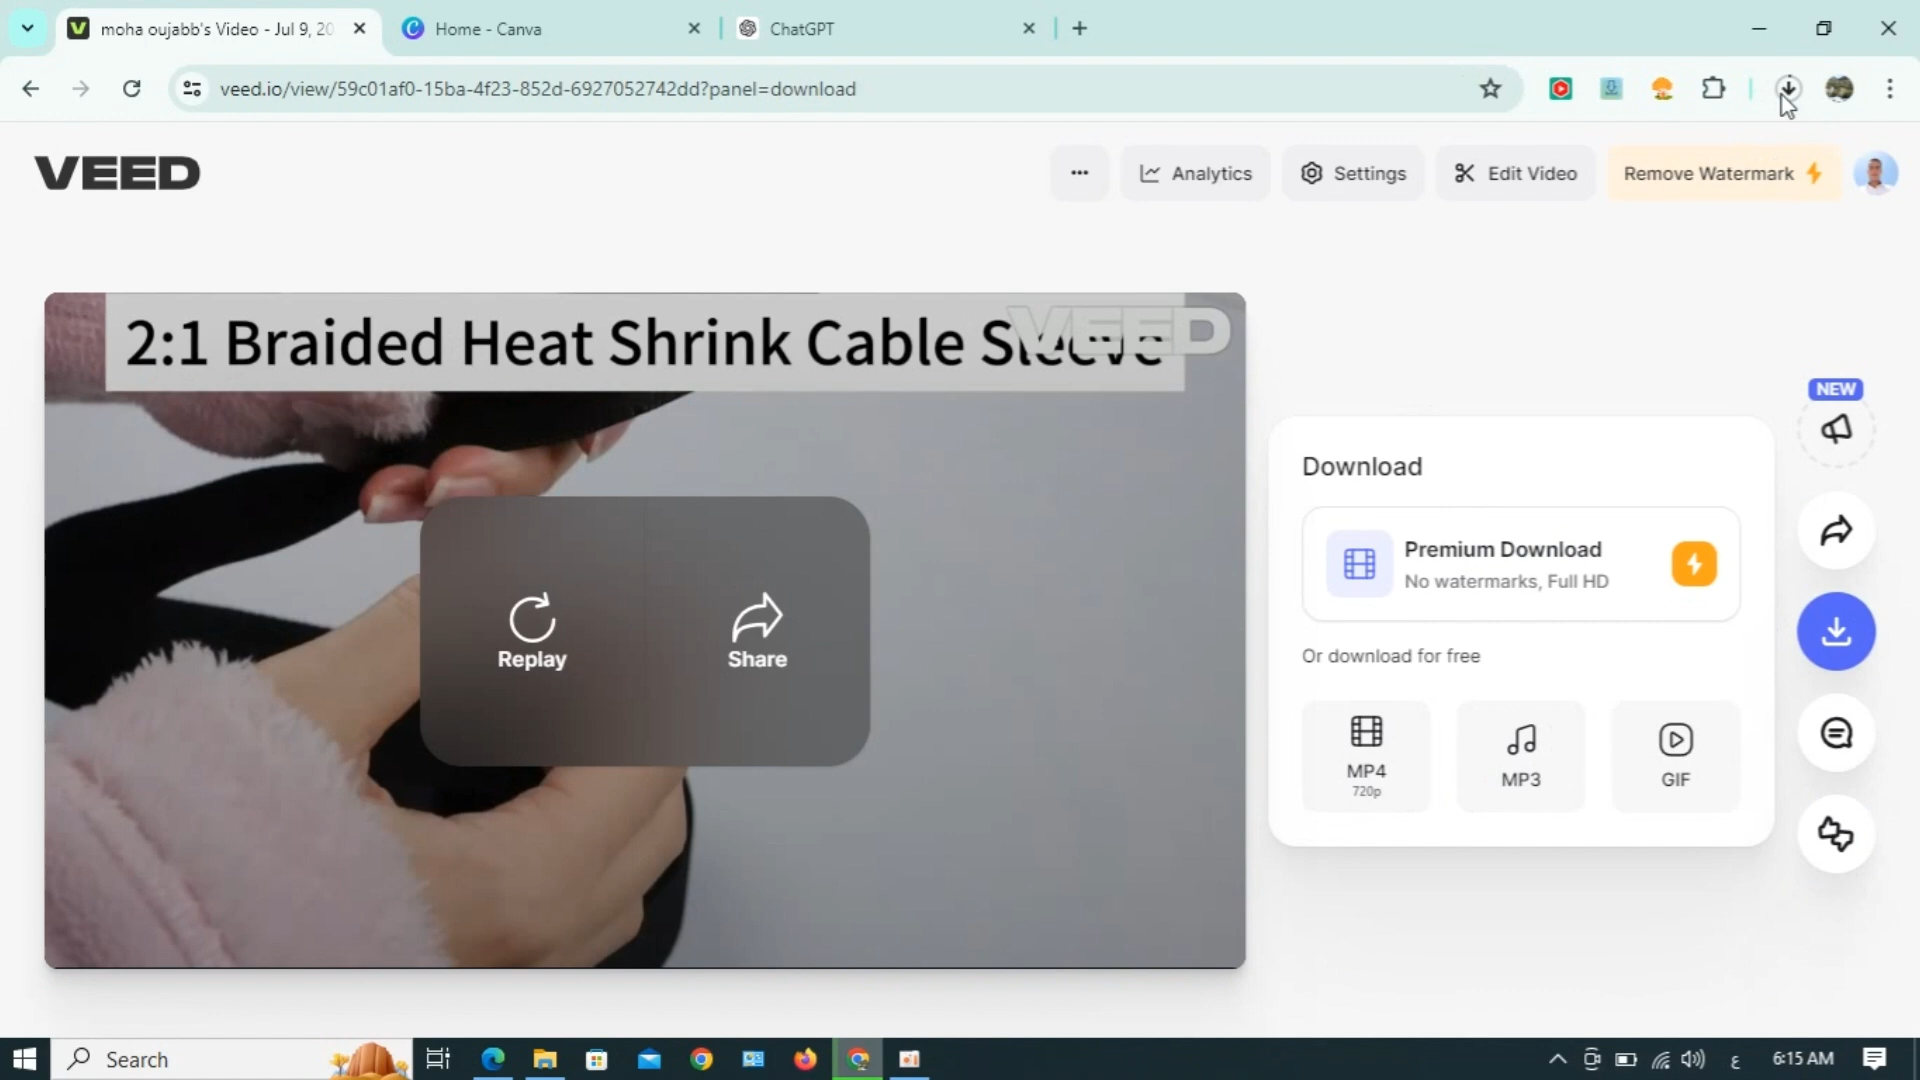 moha oujabb's Video - Jul 9, 20
Home - Canva
ChatGPT
veed.io/view/59c01af0-15ba-4f23-852d-6927052742dd?panel=download
VEED
Analytics
Settings
Edit Video
Remove Watermark
2:1 Braided Heat Shrink Cable Sleeve
VEED
Replay
Share
NEW
Download
Premium Download
No watermarks, Full HD
Or download for free
MP4
720p
MP3
GIF
Search
ع
6:15 AM